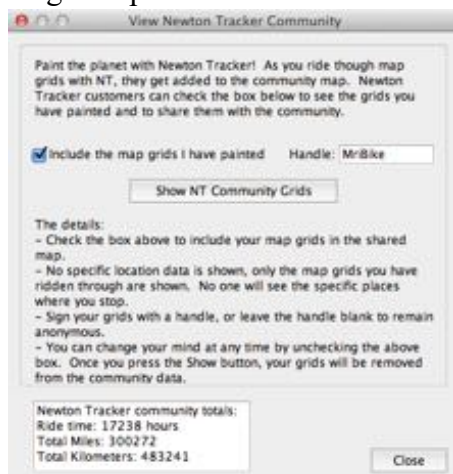 View Newton Tracker Community
Paint the planet with Newton Tracker! As you ride though map
grids with NT, they get added to the community map. Newton
Tracker customers can check the box below to see the grids you
have painted and to share them with the community.
Include the map grids I have painted Handle: MrBike
Show NT Community Grids
The details:
- Check the box above to include your map grids in the shared
map.
- No specific location data is shown, only the map grids you have
ridden through are shown. No one will see the specific places
where you stop.
- Sign your grids with a handle, or leave the handle blank to remain
anonymous.
- You can change your mind at any time by unchecking the above
box. Once you press the Show button, your grids will be removed
from the community data.
Newton Tracker community totals:
Ride time: 17238 hours
Total Miles: 300272
Total Kilometers: 483241
Close